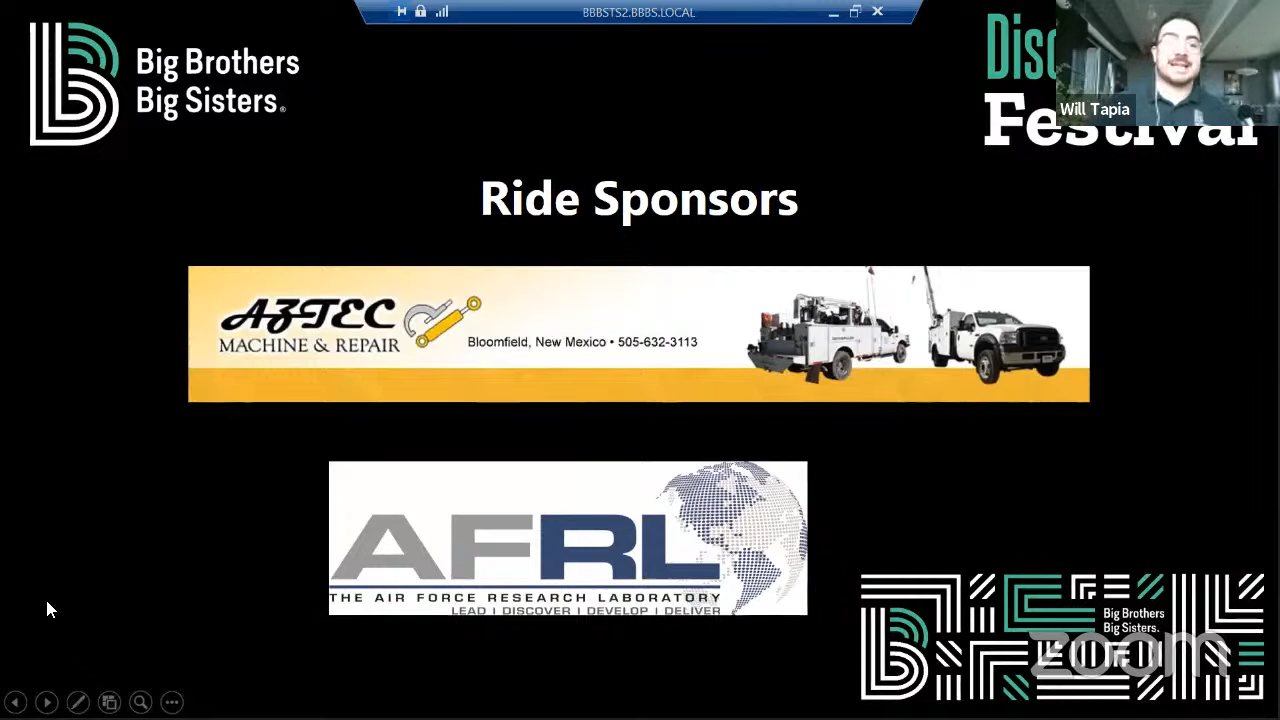 BBBSTS2.BBBS.LOCAL
Big Brothers
Big Sisters.
Disc
Festival
Will Tapia
Ride Sponsors
AZTEC
MACHINE & REPAIR
Bloomfield, New Mexico • 505-632-3113
AFRL
THE AIR FORCE RESEARCH LABORATORY
LEAD | DISCOVER | DEVELOP | DELIVER
Big Brothers
Big Sisters.
zoom